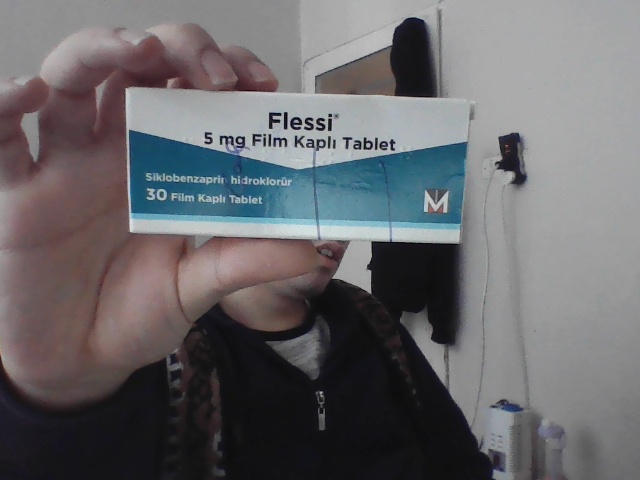 Flessi®
5 mg Film Kaplı Tablet
Siklobenzaprin hidroklorür
30 Film Kaplı Tablet
M